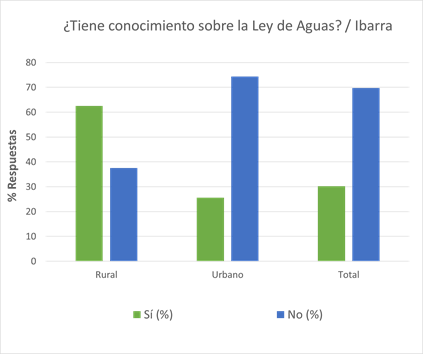 ¿Tiene conocimiento sobre la Ley de Aguas? / Ibarra
% Respuestas
80
70
60
50
40
30
20
10
0
Rural Urbano Total
Sí (%) No (%)